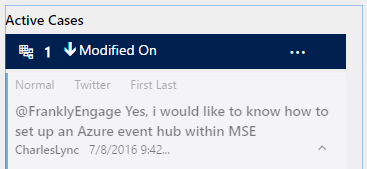 Active Cases
1 Modified On ...
Normal Twitter First Last
@FranklyEngage Yes, i would like to know how to
set up an Azure event hub within MSE
CharlesLync 7/8/2016 9:42...